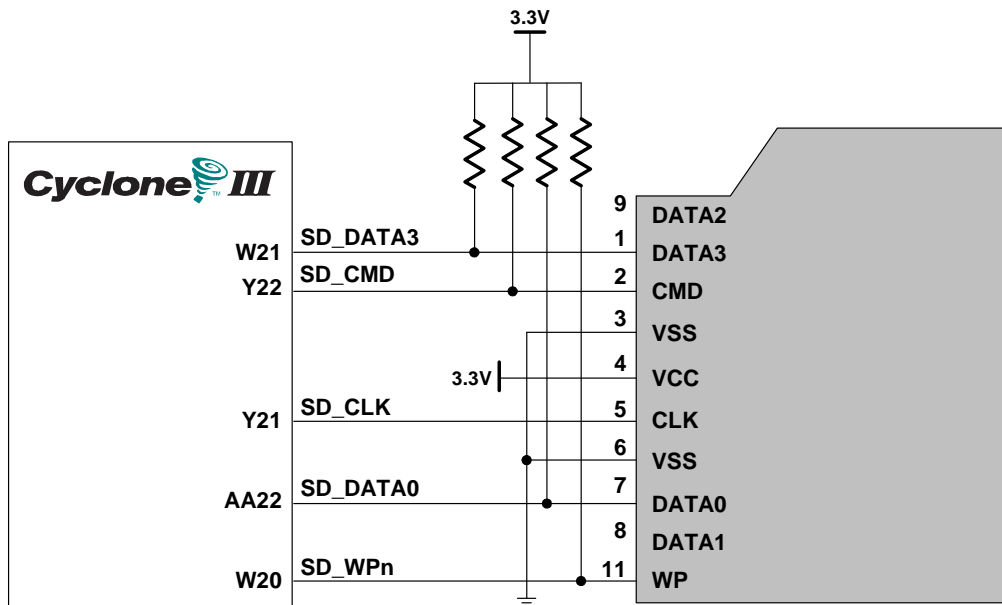 3.3V
Cyclone III
TM
9 DATA2
W21 SD_DATA3 1 DATA3
Y22 SD_CMD 2 CMD
3 VSS
3.3V 4 VCC
Y21 SD_CLK 5 CLK
6 VSS
AA22 SD_DATA0 7 DATA0
8 DATA1
W20 SD_WPn 11 WP